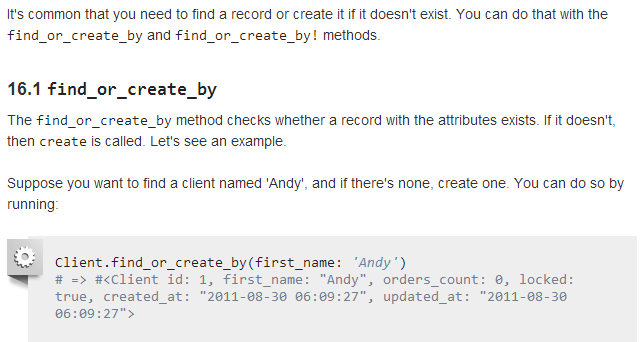 It's common that you need to find a record or create it if it doesn't exist. You can do that with the
find_or_create_by and find_or_create_by! methods.
16.1 find_or_create_by
The find_or_create_by method checks whether a record with the attributes exists. If it doesn't,
then create is called. Let's see an example.
Suppose you want to find a client named 'Andy', and if there's none, create one. You can do so by
running:
Client.find_or_create_by(first_name: 'Andy')
# => #<Client id: 1, first_name: "Andy", orders_count: 0, locked:
true, created_at: "2011-08-30 06:09:27", updated_at: "2011-08-30
06:09:27">